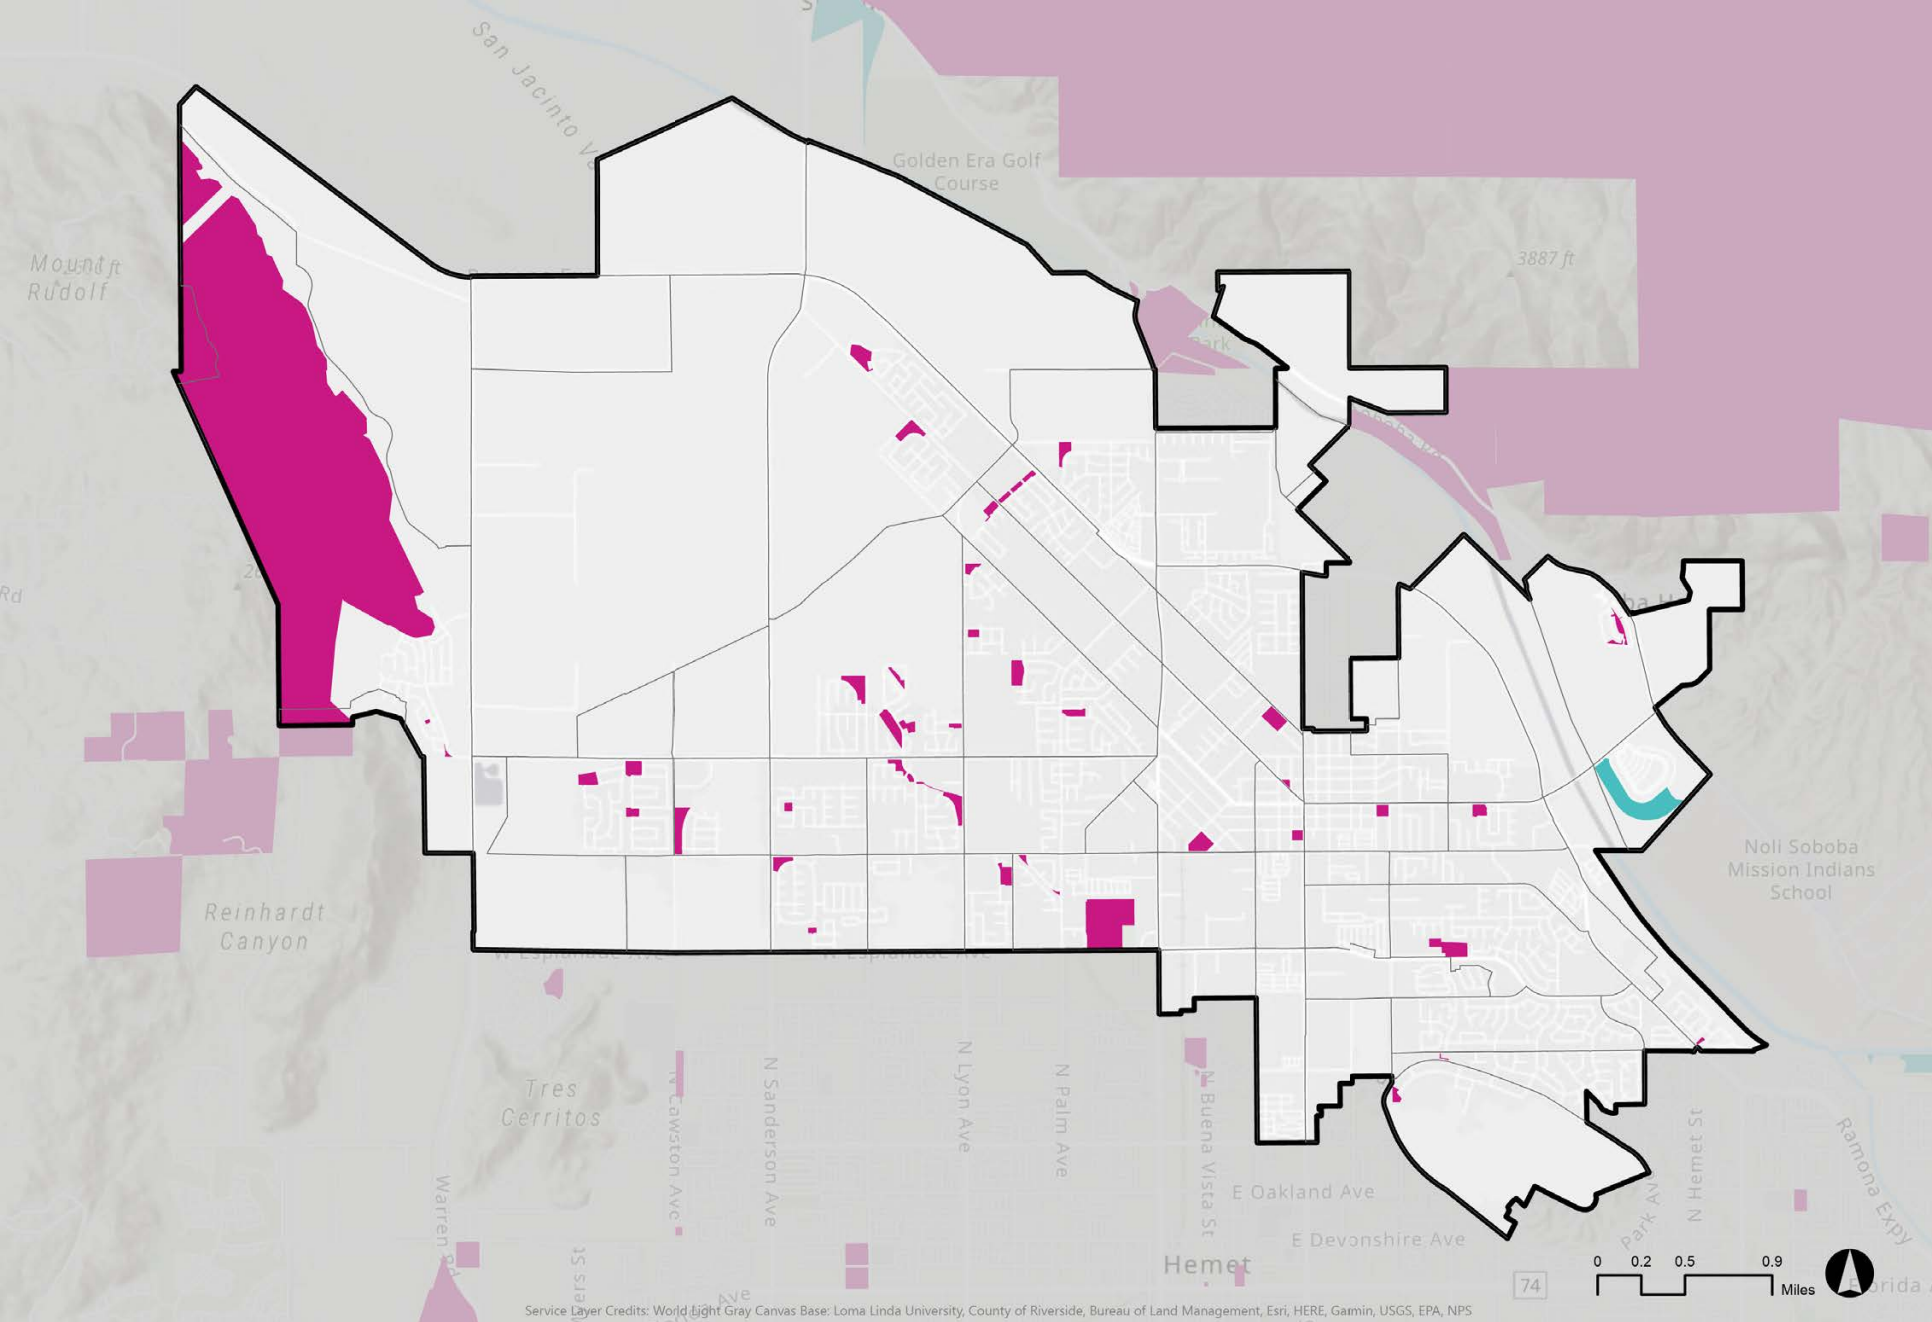 San Jacinto Va
Golden Era Golf
Course
Mount
Rudolf
3887 ft
Park
Rd
Noli Soboba
Mission Indians
School
Reinhardt
Canyon
W Esplanade Ave
W Esplanade Ave
Tres
Cerritos
N Cawston Ave
N Sanderson Ave
N Lyon Ave
N Palm Ave
N Buena Vista St
Warren Rd
E Oakland Ave
E Devonshire Ave
Park Av
N Hemet St
Ramona Expy
Hemet
74
0 0.2 0.5 0.9
Miles
Service Layer Credits: World Light Gray Canvas Base: Loma Linda University, County of Riverside, Bureau of Land Management, Esri, HERE, Garmin, USGS, EPA, NPS